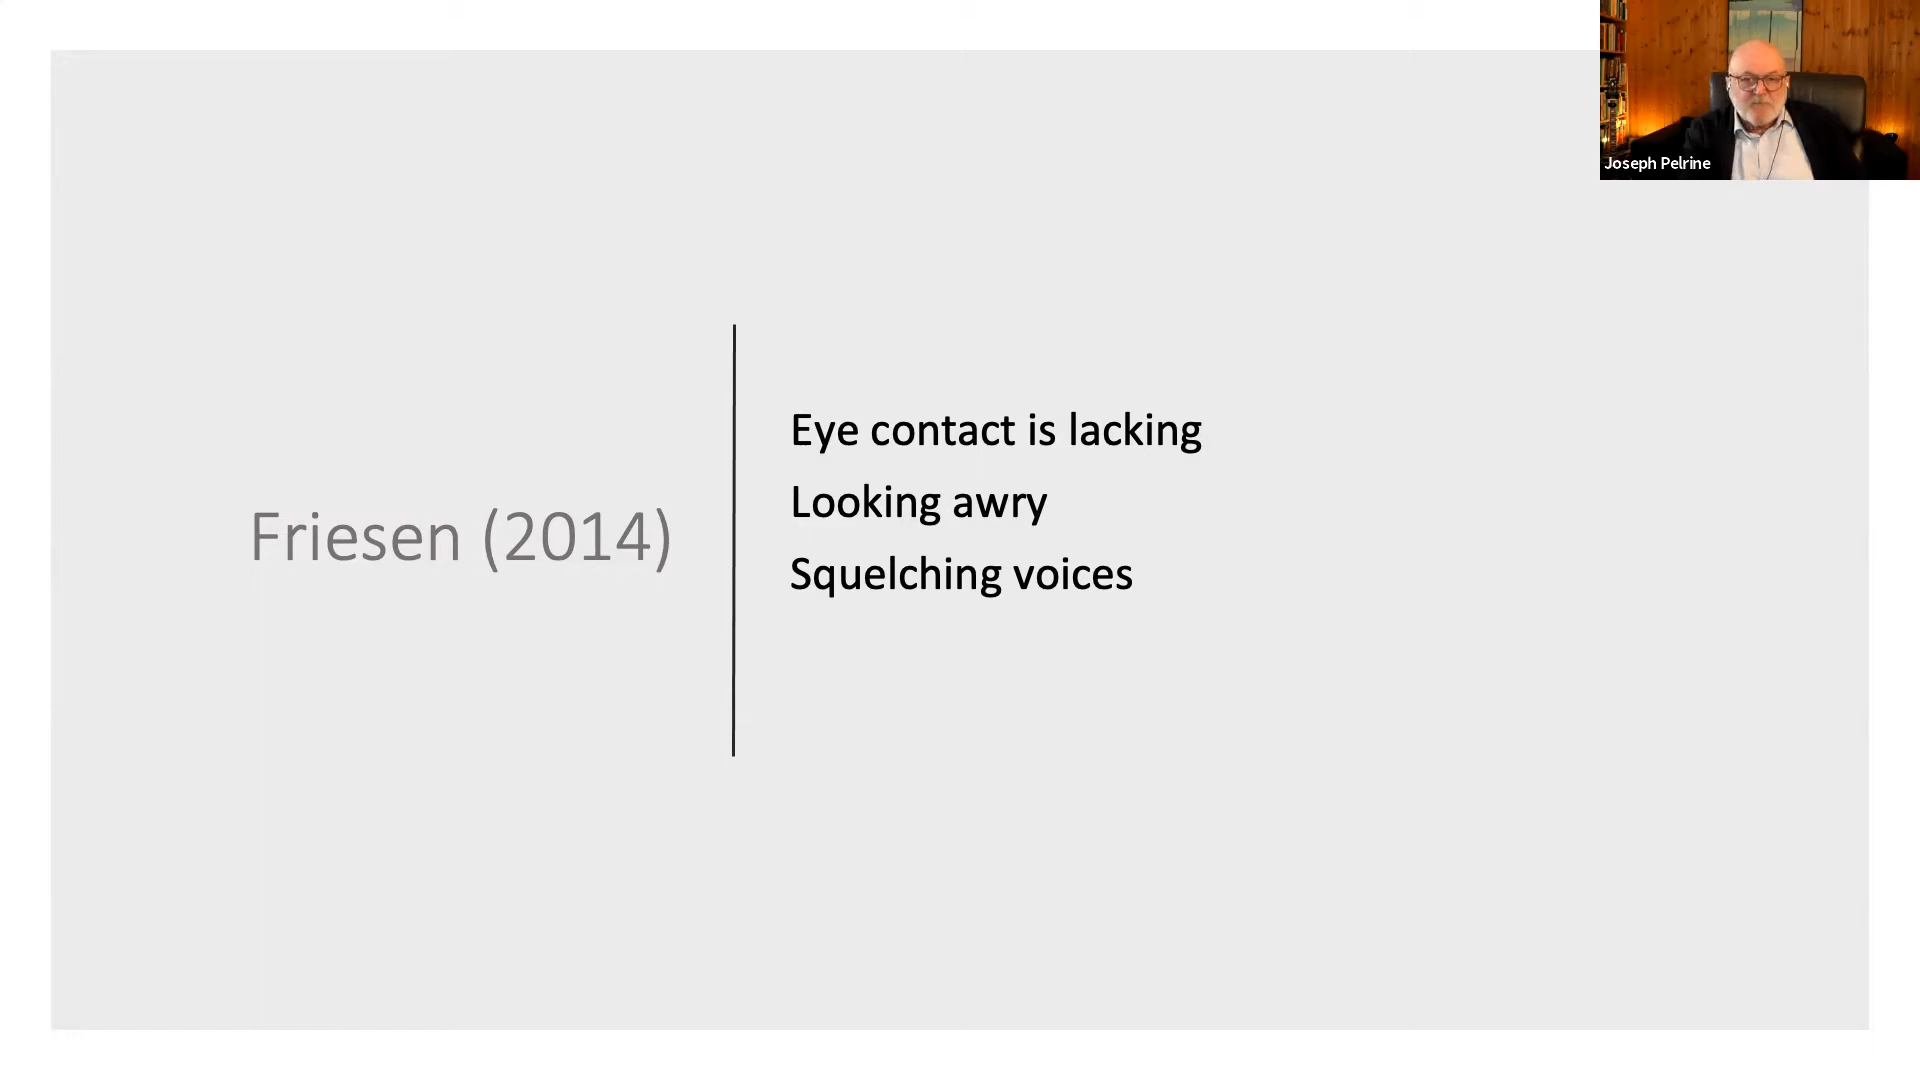 Joseph Pelrine
Friesen (2014)
Eye contact is lacking
Looking awry
Squelching voices